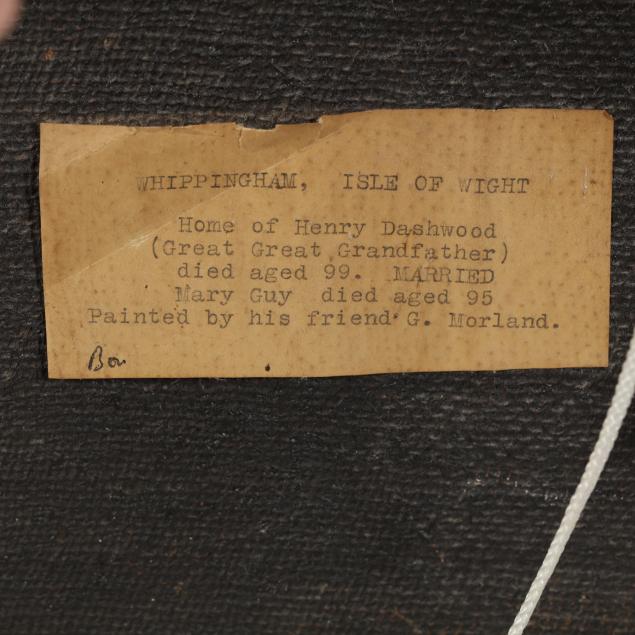 WHIPPINGHAM, ISLE OF WIGHT
Home of Henry Dashwood
(Great Great Grandfather)
died aged 99. MARRIED
Mary Guy died aged 95
Painted by his friend G. Morland.